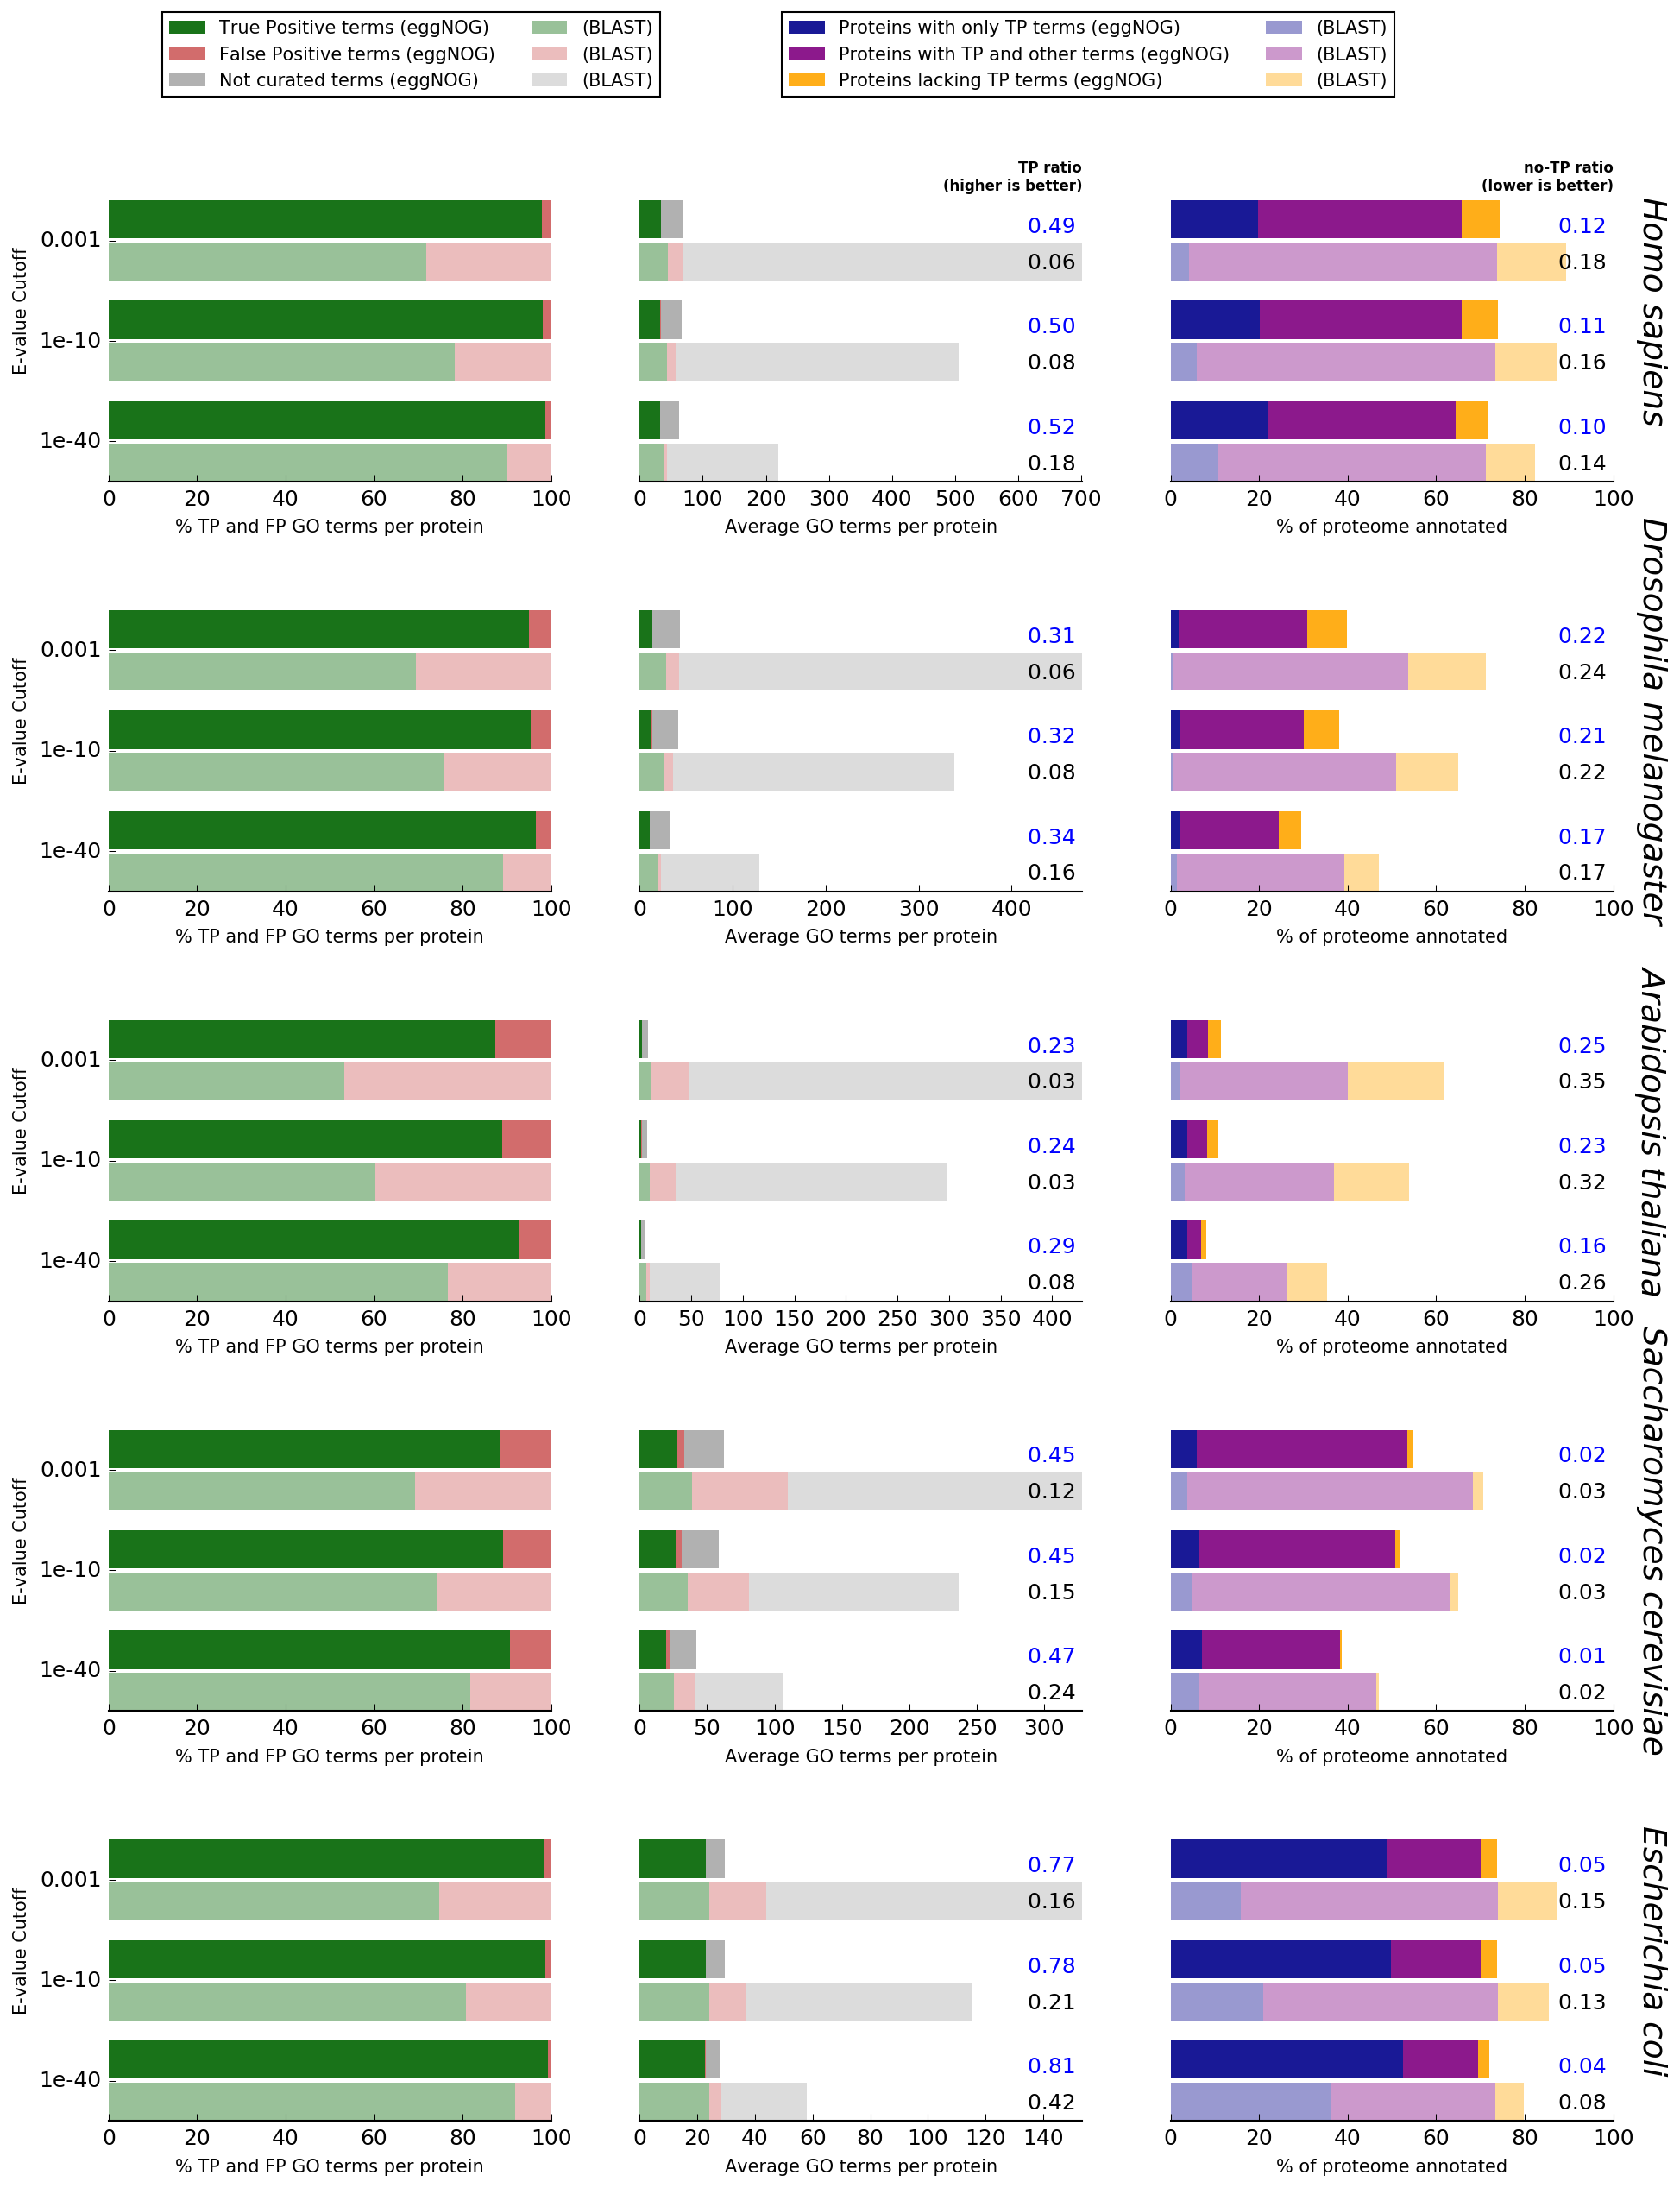 True Positive terms (eggNOG) (BLAST)
False Positive terms (eggNOG) (BLAST)
Not curated terms (eggNOG) (BLAST)
Proteins with only TP terms (eggNOG) (BLAST)
Proteins with TP and other terms (eggNOG) (BLAST)
Proteins lacking TP terms (eggNOG) (BLAST)
TP ratio
(higher is better)
no-TP ratio
(lower is better)
Homo sapiens
E-value Cutoff
0.001
0.49
0.12
0.06
0.18
1e-10
0.50
0.11
0.08
0.16
1e-40
0.52
0.10
0.18
0.14
0 20 40 60 80 100
0 100 200 300 400 500 600 700
0 20 40 60 80 100
% TP and FP GO terms per protein
Average GO terms per protein
% of proteome annotated
Drosophila melanogaster
E-value Cutoff
0.001
0.31
0.22
0.06
0.24
1e-10
0.32
0.21
0.08
0.22
1e-40
0.34
0.17
0.16
0.17
0 20 40 60 80 100
0 100 200 300 400
0 20 40 60 80 100
% TP and FP GO terms per protein
Average GO terms per protein
% of proteome annotated
Arabidopsis thaliana
E-value Cutoff
0.001
0.23
0.25
0.03
0.35
1e-10
0.24
0.23
0.03
0.32
1e-40
0.29
0.16
0.08
0.26
0 20 40 60 80 100
0 50 100 150 200 250 300 350 400
0 20 40 60 80 100
% TP and FP GO terms per protein
Average GO terms per protein
% of proteome annotated
Saccharomyces cerevisiae
E-value Cutoff
0.001
0.45
0.02
0.12
0.03
1e-10
0.45
0.02
0.15
0.03
1e-40
0.47
0.01
0.24
0.02
0 20 40 60 80 100
0 50 100 150 200 250 300
0 20 40 60 80 100
% TP and FP GO terms per protein
Average GO terms per protein
% of proteome annotated
Escherichia coli
E-value Cutoff
0.001
0.77
0.05
0.16
0.15
1e-10
0.78
0.05
0.21
0.13
1e-40
0.81
0.04
0.42
0.08
0 20 40 60 80 100
0 20 40 60 80 100 120 140
0 20 40 60 80 100
% TP and FP GO terms per protein
Average GO terms per protein
% of proteome annotated